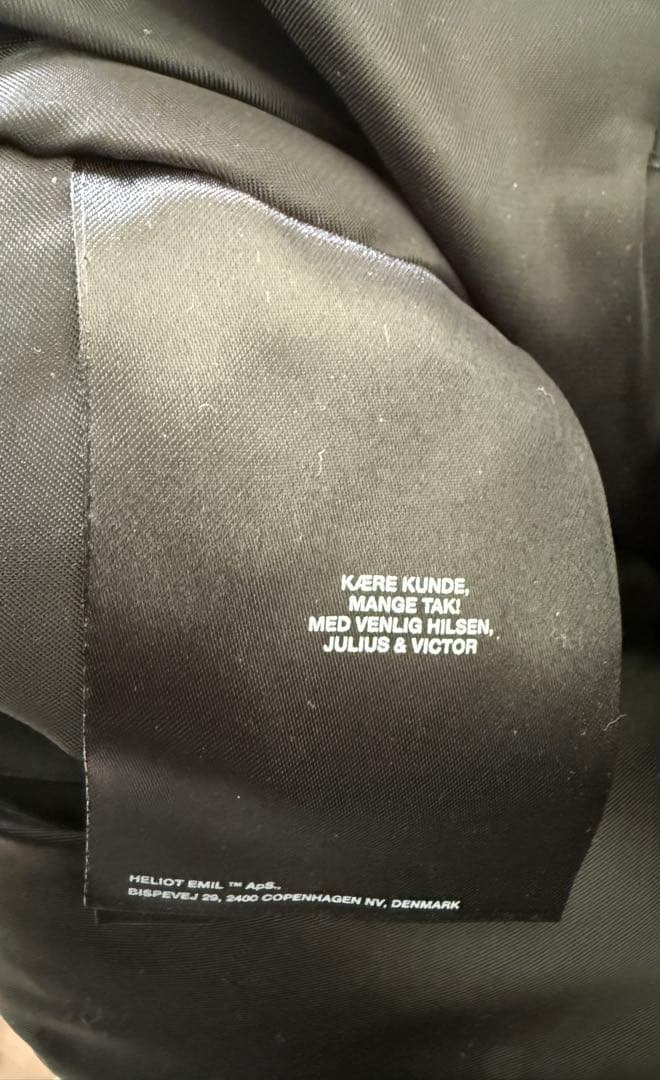 KÆRE KUNDE,
MANGE TAK!
MED VENLIG HILSEN,
JULIUS & VICTOR
HELIOT EMIL ™ ApS.,
BISPEVEJ 29, 2400 COPENHAGEN NV, DENMARK